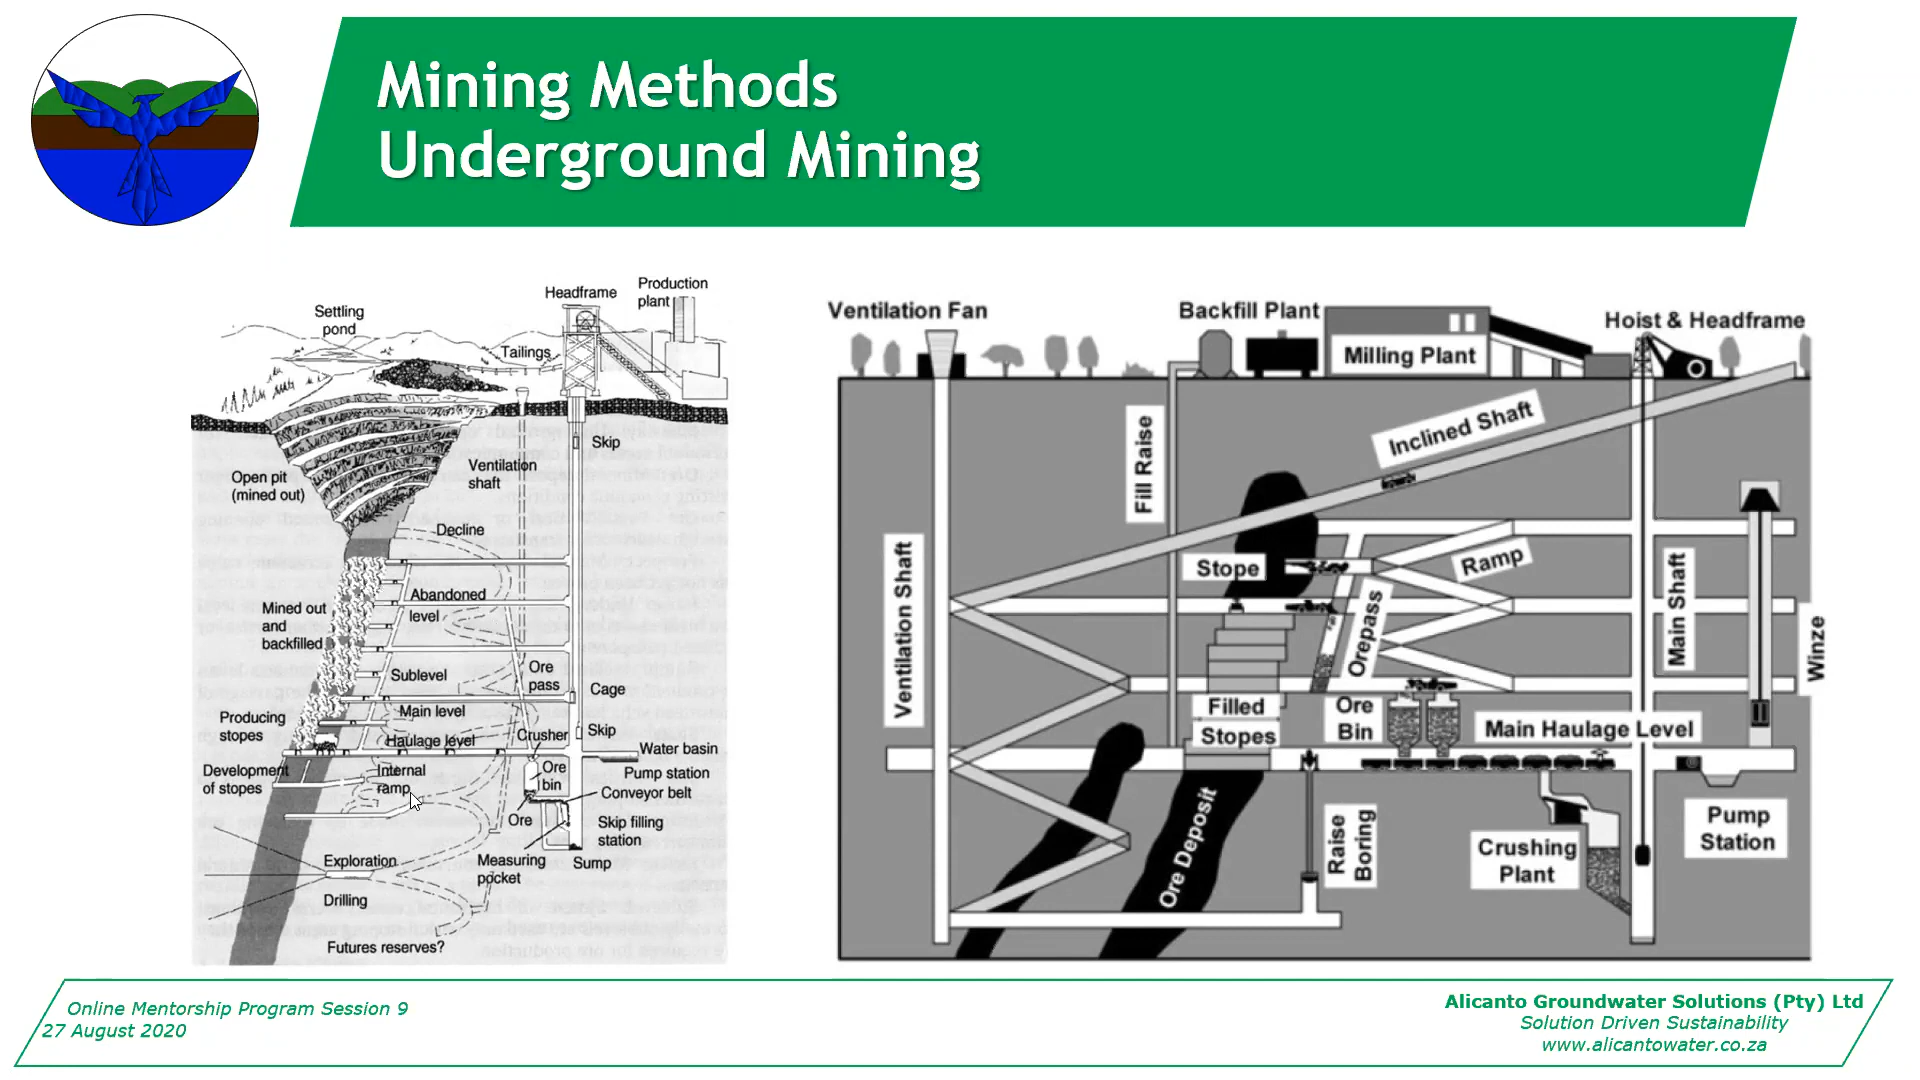 Mining Methods
Underground Mining
Settling
pond
Headframe
Production
plant
Tailings
Skip
Ventilation
shaft
Open pit
(mined out)
Decline
Abandoned
level
Mined out
and
backfilled
Sublevel
Ore
pass
Cage
Main level
Producing
stopes
Haulage level
Crusher
Skip
Water basin
Development
of stopes
Internal
ramp
Ore
bin
Pump station
Conveyor belt
Ore
Skip filling
station
Exploration
Measuring
pocket
Sump
Drilling
Futures reserves?
Ventilation Fan
Backfill Plant
Milling Plant
Hoist & Headframe
Fill Raise
Inclined Shaft
Ventilation Shaft
Stope
Ramp
Orepass
Main Shaft
Winze
Filled
Stopes
Ore
Bin
Main Haulage Level
Ore Deposit
Raise
Boring
Crushing
Plant
Pump
Station
Online Mentorship Program Session 9
27 August 2020
Alicanto Groundwater Solutions (Pty) Ltd
Solution Driven Sustainability
www.alicantowater.co.za